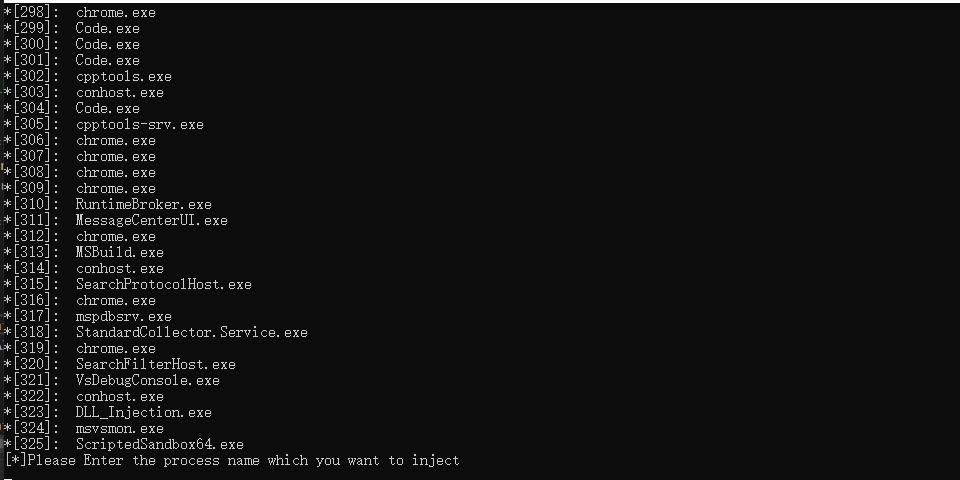 *[298]: chrome.exe
*[299]: Code.exe
*[300]: Code.exe
*[301]: Code.exe
*[302]: cpptools.exe
*[303]: conhost.exe
*[304]: Code.exe
*[305]: cpptools-srv.exe
*[306]: chrome.exe
*[307]: chrome.exe
*[308]: chrome.exe
*[309]: chrome.exe
*[310]: RuntimeBroker.exe
*[311]: MessageCenterUI.exe
*[312]: chrome.exe
*[313]: MSBuild.exe
*[314]: conhost.exe
*[315]: SearchProtocolHost.exe
*[316]: chrome.exe
*[317]: mspdbsrv.exe
*[318]: StandardCollector.Service.exe
*[319]: chrome.exe
*[320]: SearchFilterHost.exe
*[321]: VsDebugConsole.exe
*[322]: conhost.exe
*[323]: DLL_Injection.exe
*[324]: msvsmon.exe
*[325]: ScriptedSandbox64.exe
[*]Please Enter the process name which you want to inject